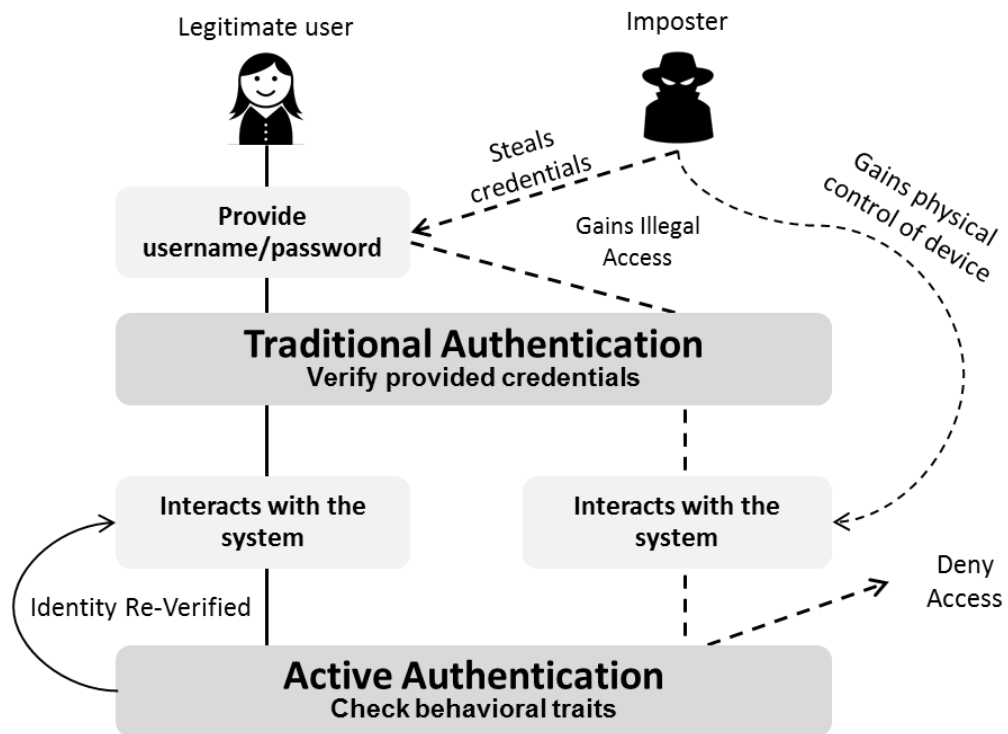 Legitimate user
Imposter
Steals
credentials
Gains physical
control of device
Provide
username/password
Gains Illegal
Access
Traditional Authentication
Verify provided credentials
Interacts with the
system
Interacts with the
system
Identity Re-Verified
Deny
Access
Active Authentication
Check behavioral traits